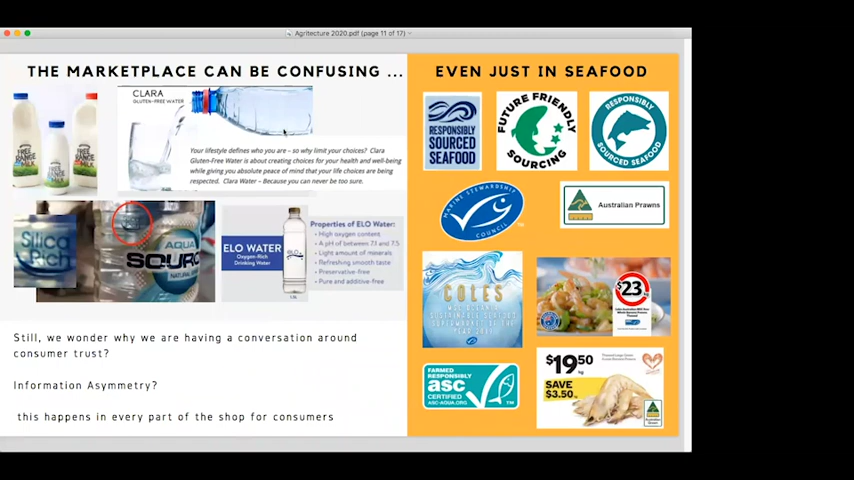 Agritecture 2020.pdf (page 11 of 17)
THE MARKETPLACE CAN BE CONFUSING ...
EVEN JUST IN SEAFOOD
FREE RANGE MILK
FREE RANGE MILK
CLARA
GLUTEN-FREE WATER
Your lifestyle defines who you are – so why limit your choices? Clara
Gluten-Free Water is about creating choices for your health and well-being
while giving you absolute peace of mind that your life choices are being
respected. Clara Water – Because you can never be too sure.
Silica
Rich
AQUA
SOURC
NATURAL
ELO WATER
Oxygen-Rich
Drinking Water
Properties of ELO Water:
• High oxygen content
• A pH of between 7.1 and 7.5
• Light amount of minerals
• Refreshing smooth taste
• Preservative-free
• Pure and additive-free
Still, we wonder why we are having a conversation around
consumer trust?
Information Asymmetry?
this happens in every part of the shop for consumers
RESPONSIBLY
SOURCED
SEAFOOD
FUTURE FRIENDLY
SOURCING
RESPONSIBLY
SOURCED SEAFOOD
MARINE STEWARDSHIP
COUNCIL
TM
Australian Prawns
COLES
SUSTAINABLE SEAFOOD
SUPERMARKET OF THE
$23
FARMED
RESPONSIBLY
asc
CERTIFIED
ASC-AQUA.ORG
TM
$19.50
kg
SAVE
$3.50